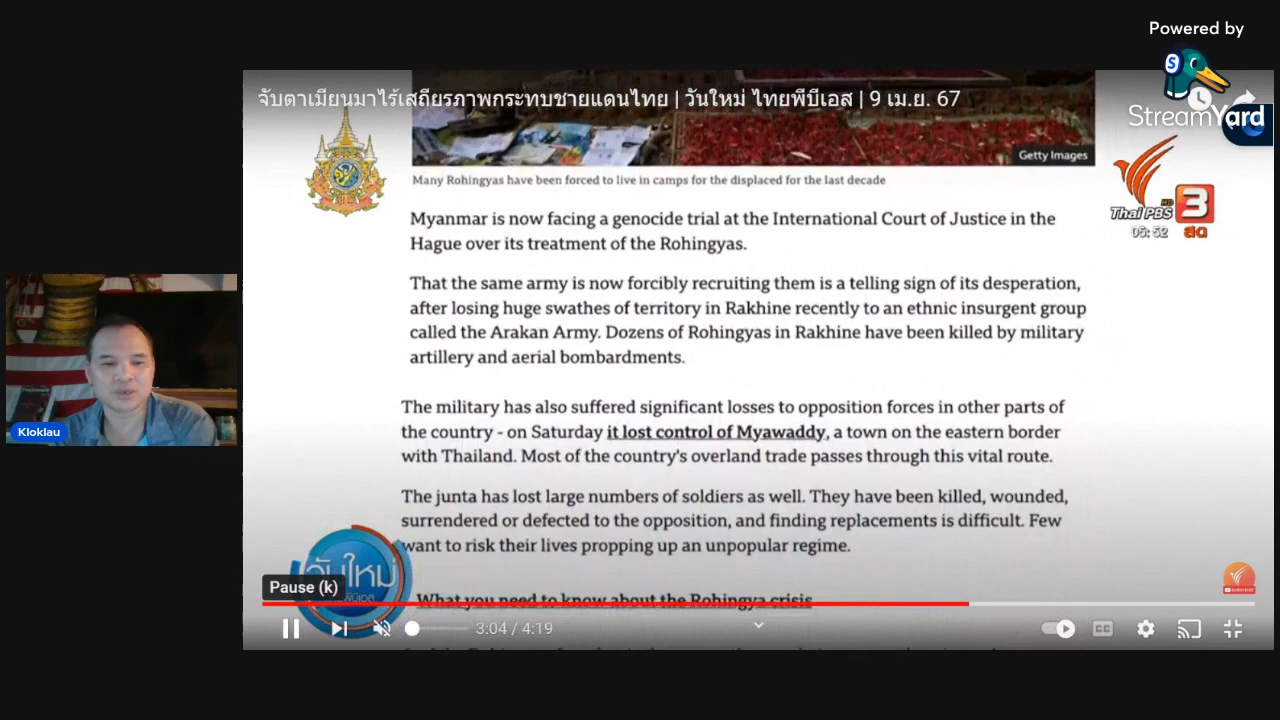 Powered by
S
StreamYard
จับตาเมียนมาไร้เสถียรภาพกระทบชายแดนไทย | วันใหม่ ไทยพีบีเอส | 9 เม.ย. 67
Getty Images
Many Rohingyas have been forced to live in camps for the displaced for the last decade
Thai PBS HD 3
05:52 สด
Myanmar is now facing a genocide trial at the International Court of Justice in the
Hague over its treatment of the Rohingyas.
That the same army is now forcibly recruiting them is a telling sign of its desperation,
after losing huge swathes of territory in Rakhine recently to an ethnic insurgent group
called the Arakan Army. Dozens of Rohingyas in Rakhine have been killed by military
artillery and aerial bombardments.
The military has also suffered significant losses to opposition forces in other parts of
the country - on Saturday it lost control of Myawaddy, a town on the eastern border
with Thailand. Most of the country's overland trade passes through this vital route.
The junta has lost large numbers of soldiers as well. They have been killed, wounded,
surrendered or defected to the opposition, and finding replacements is difficult. Few
want to risk their lives propping up an unpopular regime.
What you need to know about the Rohingya crisis
Kloklau
วันใหม่
Pause (k)
3:04 / 4:19
CC